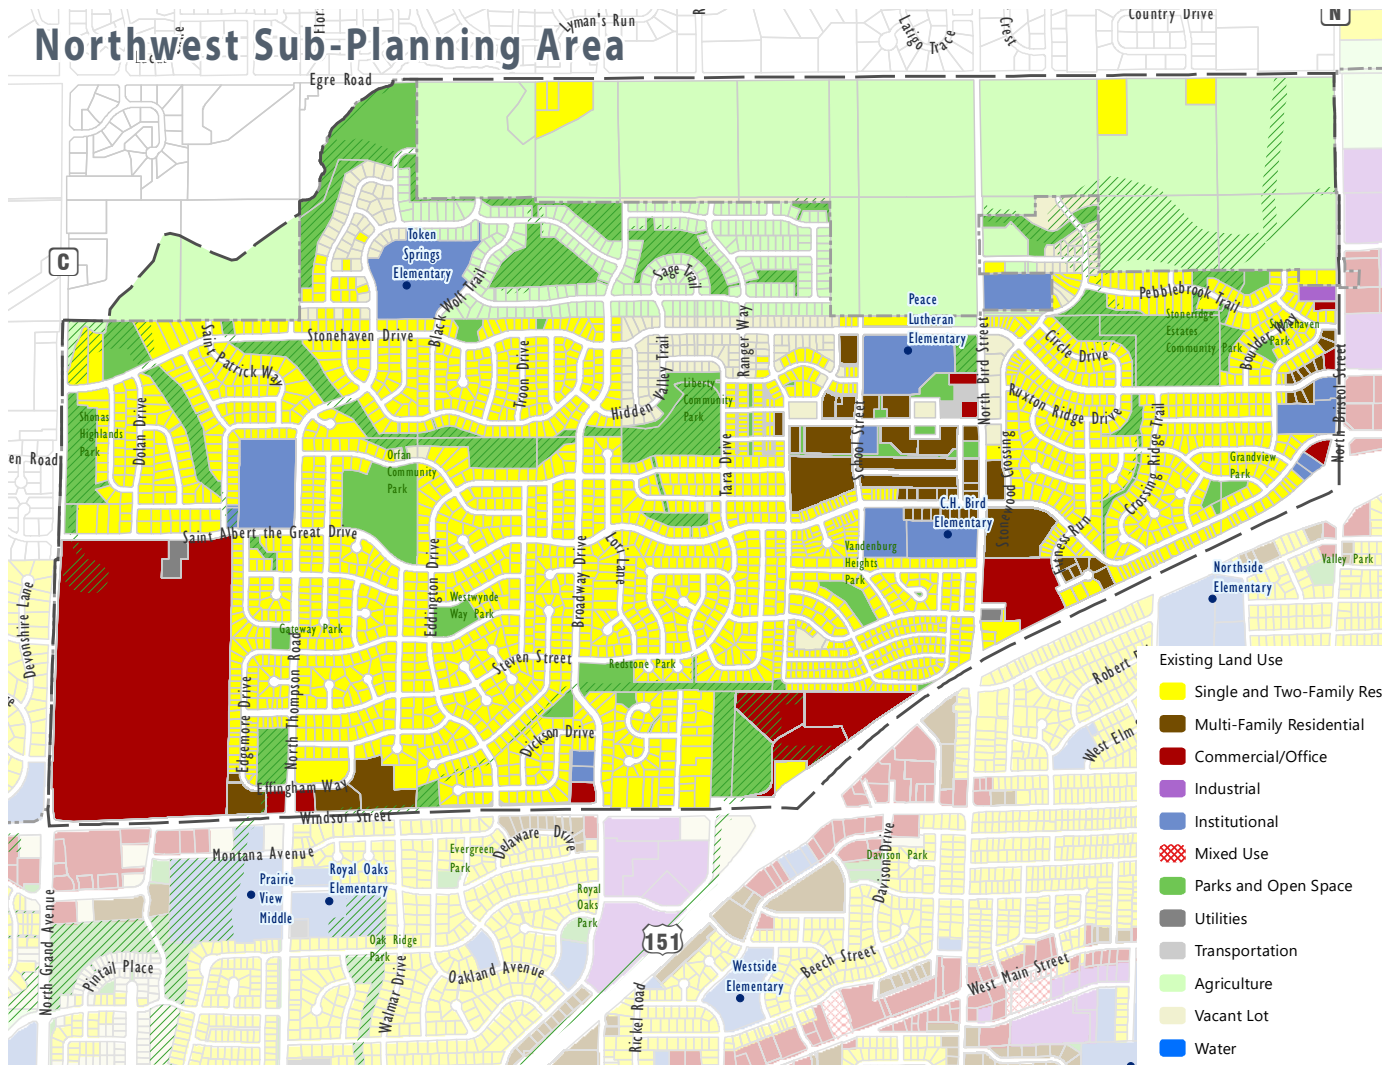 Lyman's Run
Latigo Trace
Crest
Country Drive
N
Northwest Sub-Planning Area
Egre Road
Token
Springs
Elementary
C
Black Wolf Trail
Sage Trail
Peace
Lutheran
Elementary
Pebblebrook Trail
Stoneridge
Estates
Community Park
Boulder Way
Stonehaven
Park
Saint Patrick Way
Stonehaven Drive
Troon Drive
Hidden Valley Trail
Ranger Way
Liberty
Community
Park
North Bird Street
Circle Drive
Ruxton Ridge Drive
North Bristol Street
Shonas
Highlands
Park
Dolan Drive
en Road
Orfan
Community
Park
Tara Drive
School Street
Stonewood Crossing
Crossing Ridge Trail
Grandview
Park
Saint Albert the Great Drive
C.H. Bird
Elementary
Eddington Drive
Broadway Drive
Lori Lane
Vandenburg
Heights
Park
Fitness Run
Northside
Elementary
Valley Park
Devonshire Lane
Westwynde
Way Park
Gateway Park
North Thompson Road
Steven Street
Redstone Park
Robert
Edgemore Drive
Dickson Drive
West Elm
Effingham Way
Windsor Street
Montana Avenue
Evergreen
Park
Delaware Drive
Davison Park
Davison Drive
Prairie
View
Middle
Royal Oaks
Elementary
Royal
Oaks
Park
North Grand Avenue
Oak Ridge
Park
151
Pintail Place
Walmar Drive
Oakland Avenue
Rickel Road
Westside
Elementary
Beech Street
West Main Street
Existing Land Use
Single and Two-Family Res
Multi-Family Residential
Commercial/Office
Industrial
Institutional
Mixed Use
Parks and Open Space
Utilities
Transportation
Agriculture
Vacant Lot
Water